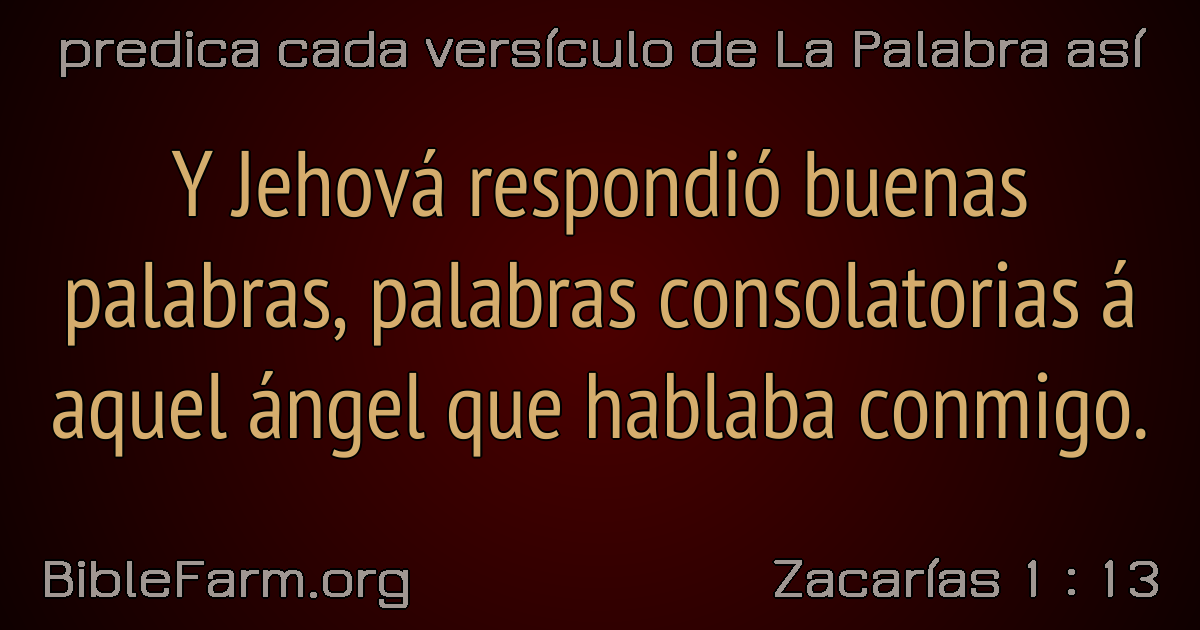 predica cada versículo de La Palabra así
Y Jehová respondió buenas
palabras, palabras consolatorias á
aquel ángel que hablaba conmigo.
BibleFarm.org
Zacarías 1 : 13